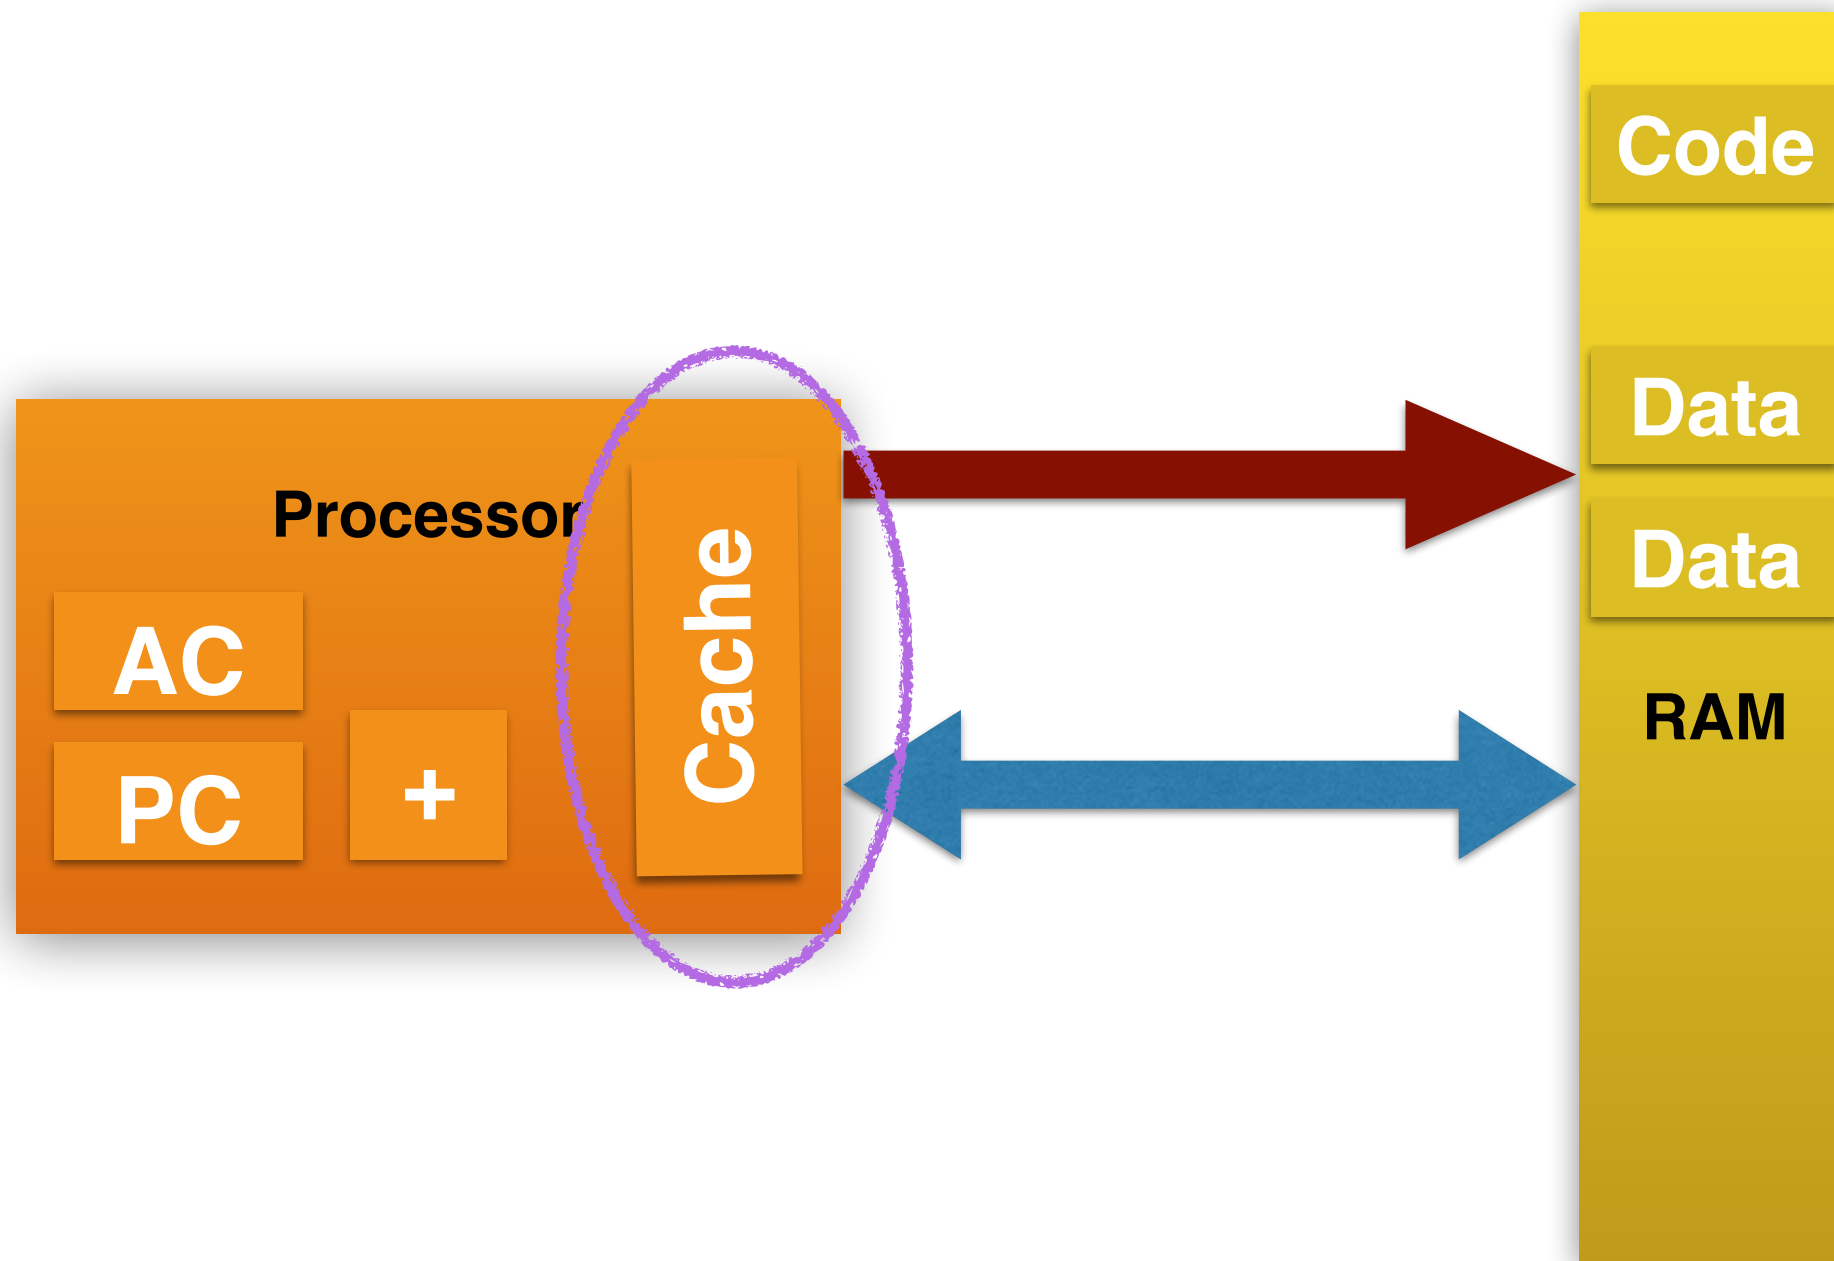 Processor
AC
PC
+
Cache
Code
Data
Data
RAM